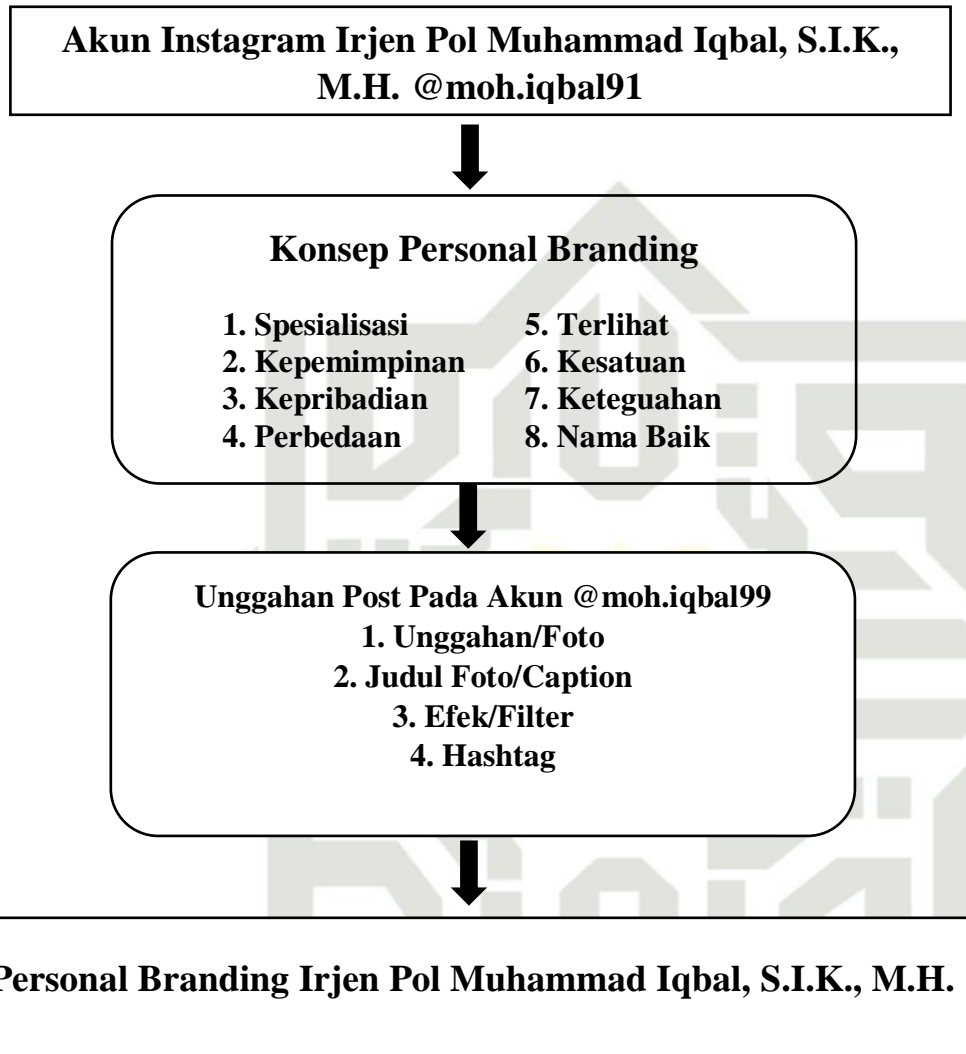 Akun Instagram Irjen Pol Muhammad Iqbal, S.I.K.,
M.H. @moh.iqbal91
Konsep Personal Branding
1. Spesialisasi
2. Kepemimpinan
3. Kepribadian
4. Perbedaan
5. Terlihat
6. Kesatuan
7. Keteguahan
8. Nama Baik
Unggahan Post Pada Akun @moh.iqbal99
1. Unggahan/Foto
2. Judul Foto/Caption
3. Efek/Filter
4. Hashtag
Personal Branding Irjen Pol Muhammad Iqbal, S.I.K., M.H.